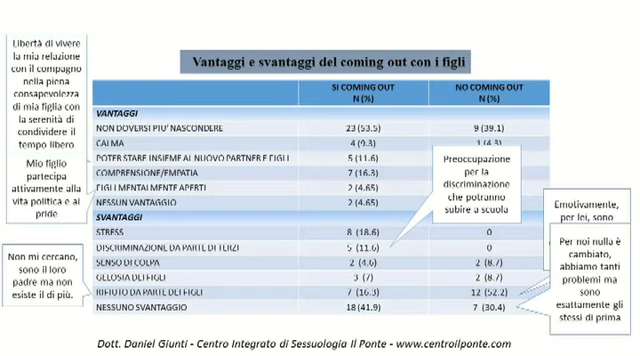 Libertà di vivere
la mia relazione
con il compagno
nella piena
consapevolezza
di mia figlia con
la serenità di
condividere il
tempo libero
Mio figlio
partecipa
attivamente alla
vita politica e ai
pride
Non mi cercano,
sono il loro
padre ma non
esiste il di più.
Vantaggi e svantaggi del coming out con i figli
SI COMING OUT
N (%)
NO COMING OUT
N (%)
VANTAGGI
NON DOVERSI PIU' NASCONDERE 23 (53.5) 9 (39.1)
CALMA 4 (9.3) 1 (4.3)
POTER STARE INSIEME AL NUOVO PARTNER E FIGLI 5 (11.6)
COMPRENSIONE/EMPATIA 7 (16.3)
FIGLI MENTALMENTE APERTI 2 (4.65)
NESSUN VANTAGGIO 2 (4.65)
SVANTAGGI
STRESS 8 (18.6) 0
DISCRIMINAZIONE DA PARTE DI TERZI 5 (11.6) 0
SENSO DI COLPA 2 (4.6) 2 (8.7)
GELOSIA DEI FIGLI 3 (7) 2 (8.7)
RIFIUTO DA PARTE DEI FIGLI 7 (16.3) 12 (52.2)
NESSUNO SVANTAGGIO 18 (41.9) 7 (30.4)
Preoccupazione
per la
discriminazione
che potranno
subire a scuola
Emotivamente,
per lei, sono
Per noi nulla è
cambiato,
abbiamo tanti
problemi ma
sono
esattamente gli
stessi di prima
Dott. Daniel Giunti - Centro Integrato di Sessuologia Il Ponte - www.centroilponte.com